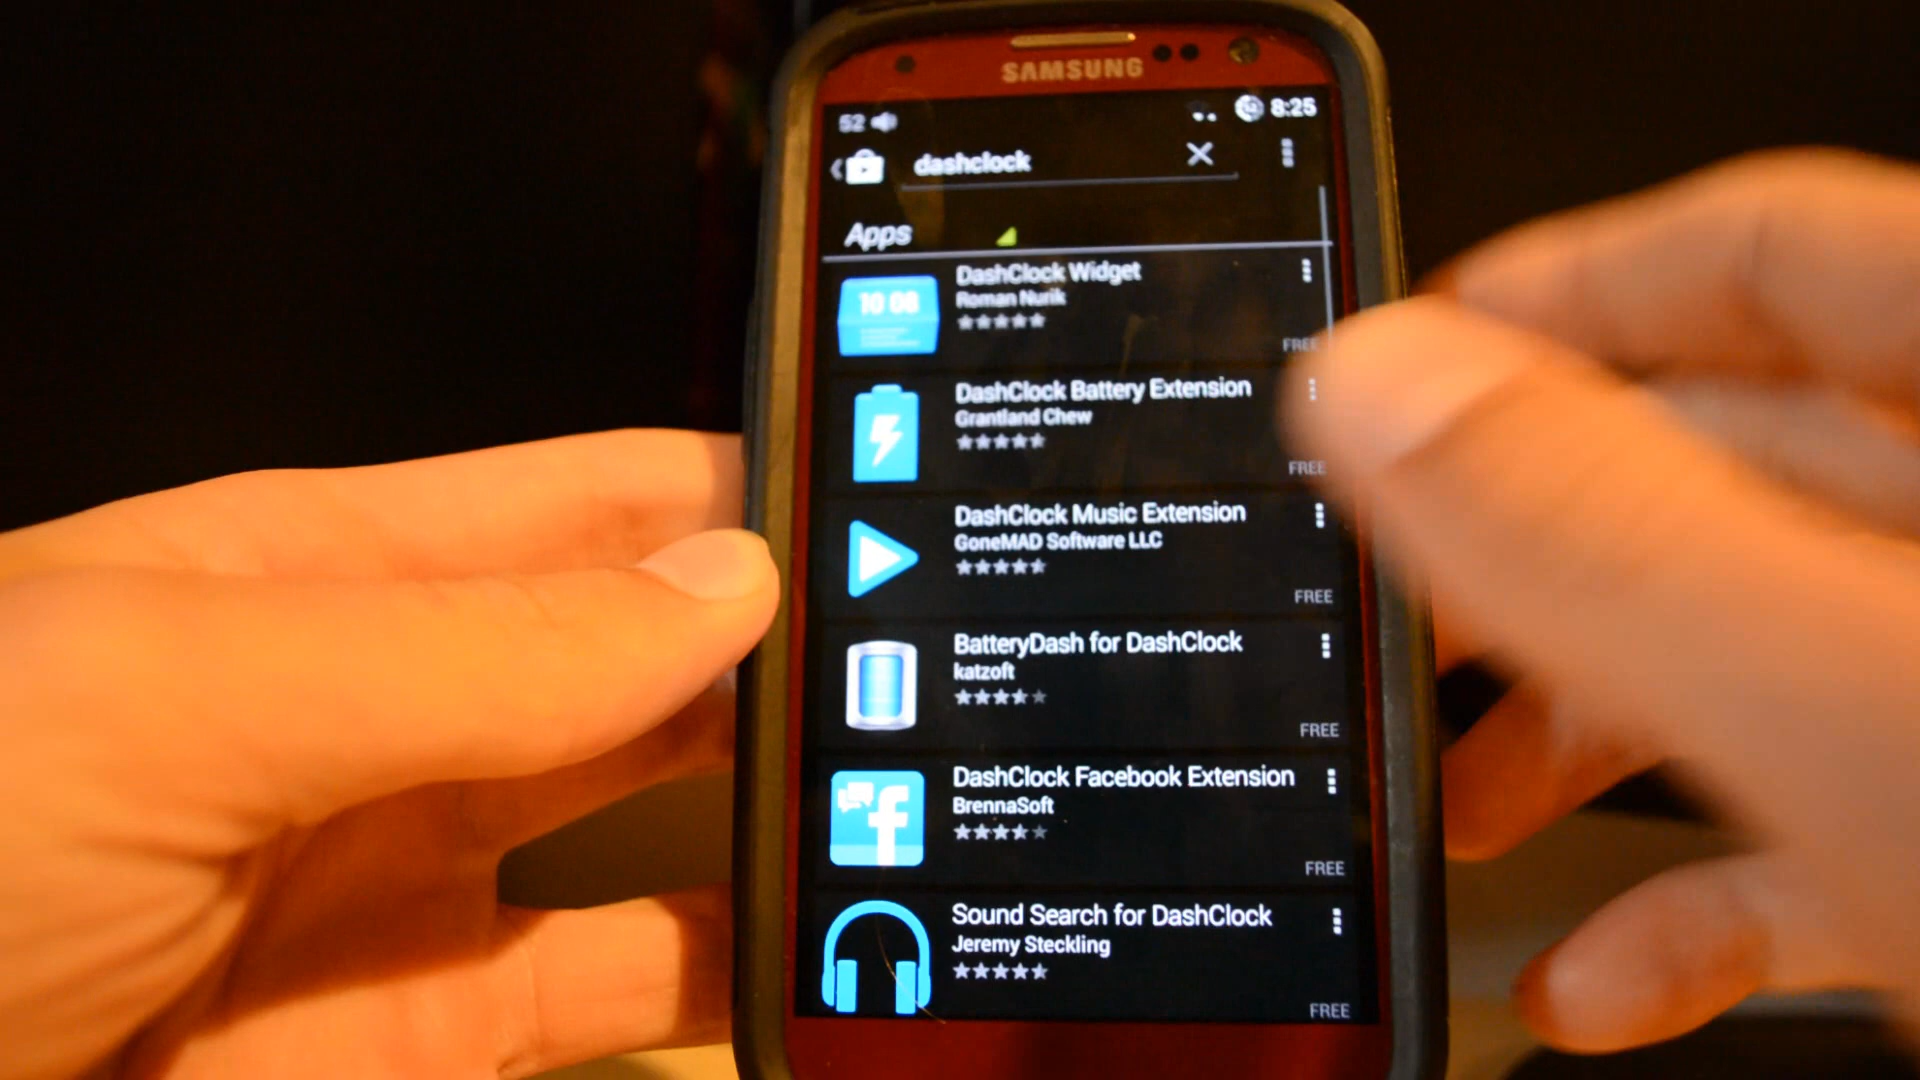 SAMSUNG
52 8:25
dashclock
Apps
10 08
DashClock Widget
Roman Nurik
FREE
DashClock Battery Extension
Grantland Chew
FREE
DashClock Music Extension
GoneMAD Software LLC
FREE
BatteryDash for DashClock
katzoft
FREE
DashClock Facebook Extension
BrennaSoft
FREE
Sound Search for DashClock
Jeremy Steckling
FREE